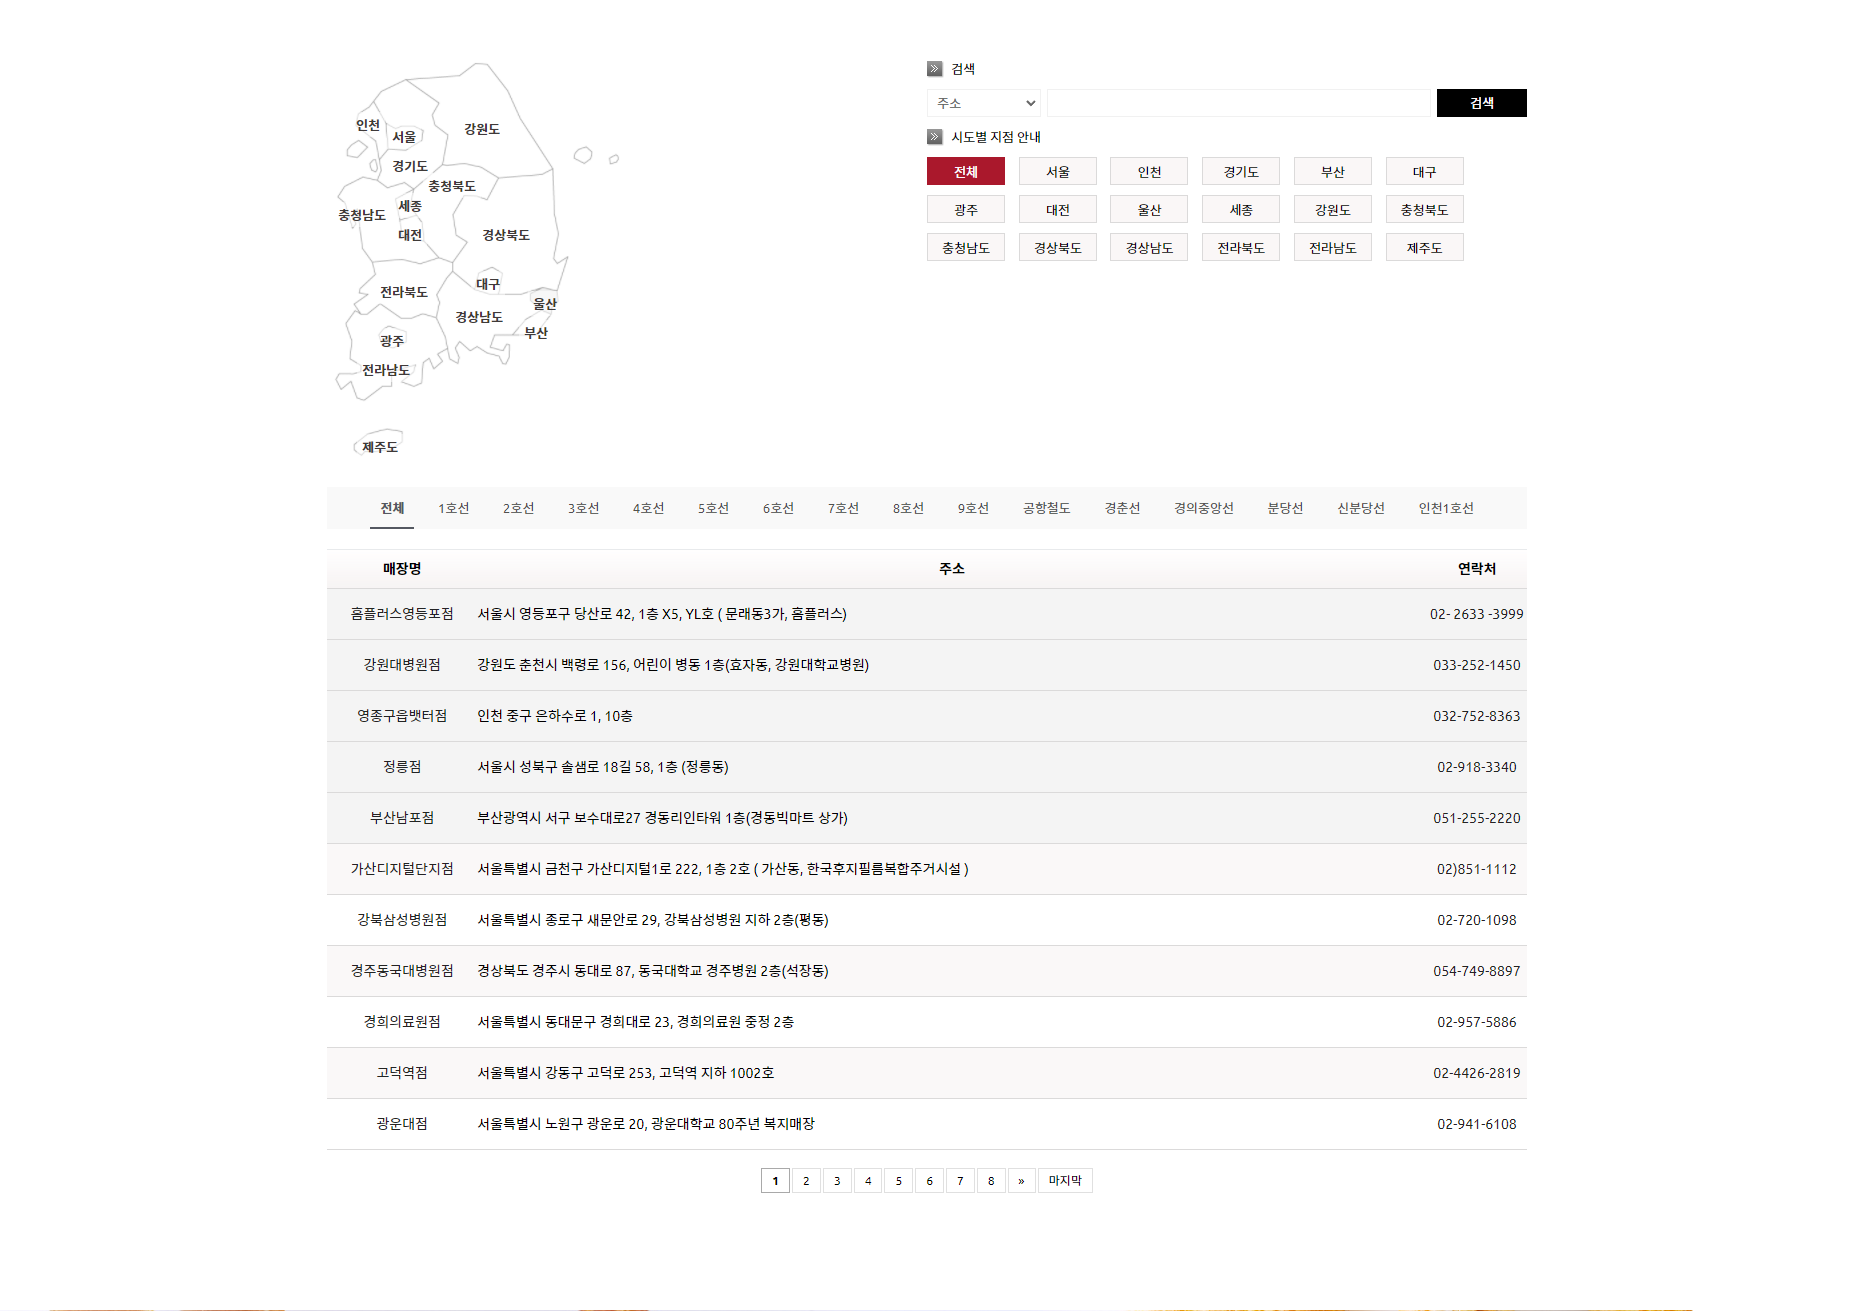 인천
서울
강원도
경기도
충청북도
세종
충청남도
대전
경상북도
대구
전라북도
울산
경상남도
부산
광주
전라남도
제주도
검색
주소
검색
시도별 지점 안내
전체 서울 인천 경기도 부산 대구
광주 대전 울산 세종 강원도 충청북도
충청남도 경상북도 경상남도 전라북도 전라남도 제주도
전체 1호선 2호선 3호선 4호선 5호선 6호선 7호선 8호선 9호선 공항철도 경춘선 경의중앙선 분당선 신분당선 인천1호선
매장명 주소 연락처
홈플러스영등포점 서울시 영등포구 당산로 42, 1층 X5, YL호 ( 문래동3가, 홈플러스) 02- 2633 -3999
강원대병원점 강원도 춘천시 백령로 156, 어린이 병동 1층(효자동, 강원대학교병원) 033-252-1450
영종구읍뱃터점 인천 중구 은하수로 1, 10층 032-752-8363
정릉점 서울시 성북구 솔샘로 18길 58, 1층 (정릉동) 02-918-3340
부산남포점 부산광역시 서구 보수대로27 경동리인타워 1층(경동빅마트 상가) 051-255-2220
가산디지털단지점 서울특별시 금천구 가산디지털1로 222, 1층 2호 ( 가산동, 한국후지필름복합주거시설 ) 02)851-1112
강북삼성병원점 서울특별시 종로구 새문안로 29, 강북삼성병원 지하 2층(평동) 02-720-1098
경주동국대병원점 경상북도 경주시 동대로 87, 동국대학교 경주병원 2층(석장동) 054-749-8897
경희의료원점 서울특별시 동대문구 경희대로 23, 경희의료원 중정 2층 02-957-5886
고덕역점 서울특별시 강동구 고덕로 253, 고덕역 지하 1002호 02-4426-2819
광운대점 서울특별시 노원구 광운로 20, 광운대학교 80주년 복지매장 02-941-6108
1 2 3 4 5 6 7 8 » 마지막